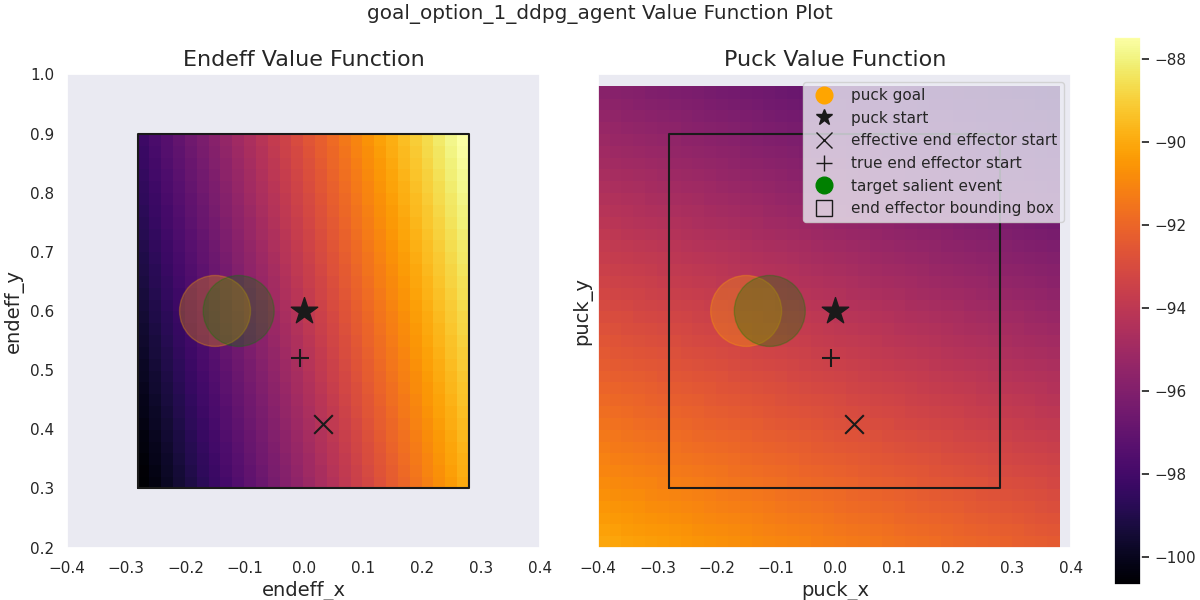 goal_option_1_ddpg_agent Value Function Plot
Endeff Value Function
1.0
0.9
0.8
0.7
0.6
0.5
0.4
0.3
0.2
endeff_y
−0.4 −0.3 −0.2 −0.1 0.0 0.1 0.2 0.3 0.4
endeff_x
Puck Value Function
puck goal
puck start
effective end effector start
true end effector start
target salient event
end effector bounding box
puck_y
−0.4 −0.3 −0.2 −0.1 0.0 0.1 0.2 0.3 0.4
puck_x
−88
−90
−92
−94
−96
−98
−100